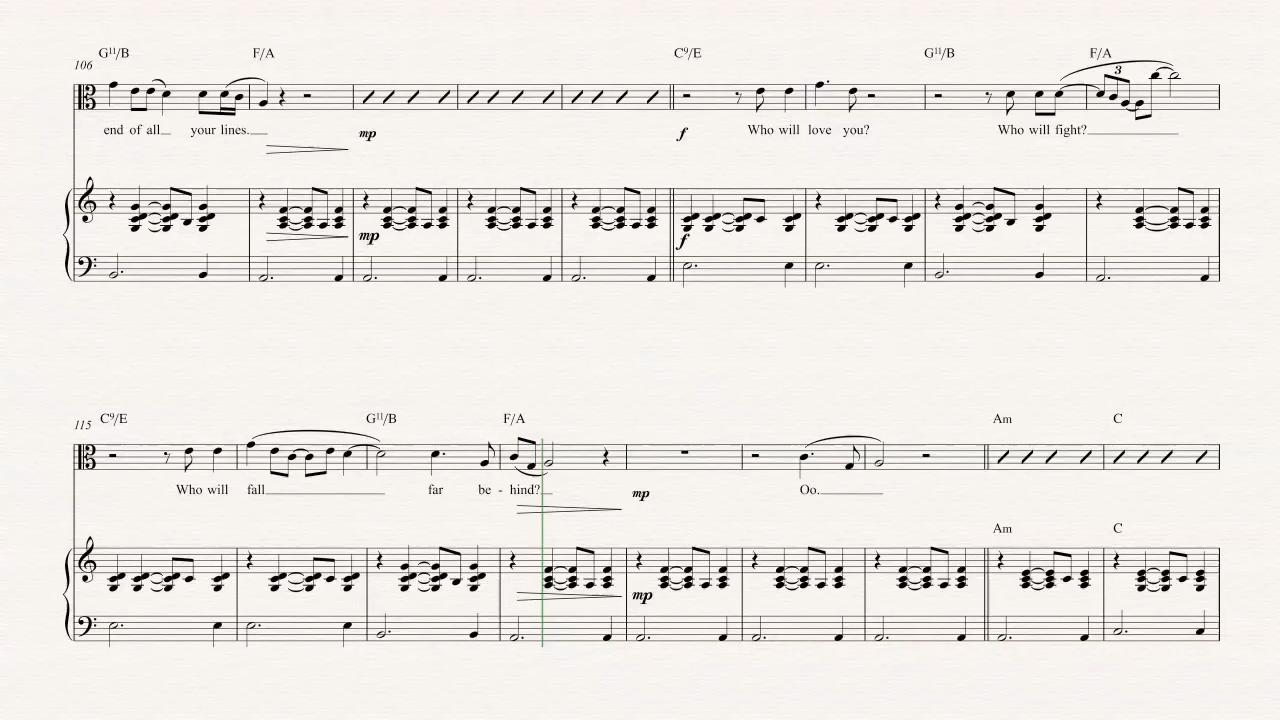 G11/B F/A C9/E G11/B F/A
106
3
end of all your lines. Who will love you? Who will fight?
mp f
mp f
C9/E G11/B F/A Am C
115
Who will fall far be - hind? Oo.
mp
Am C
mp